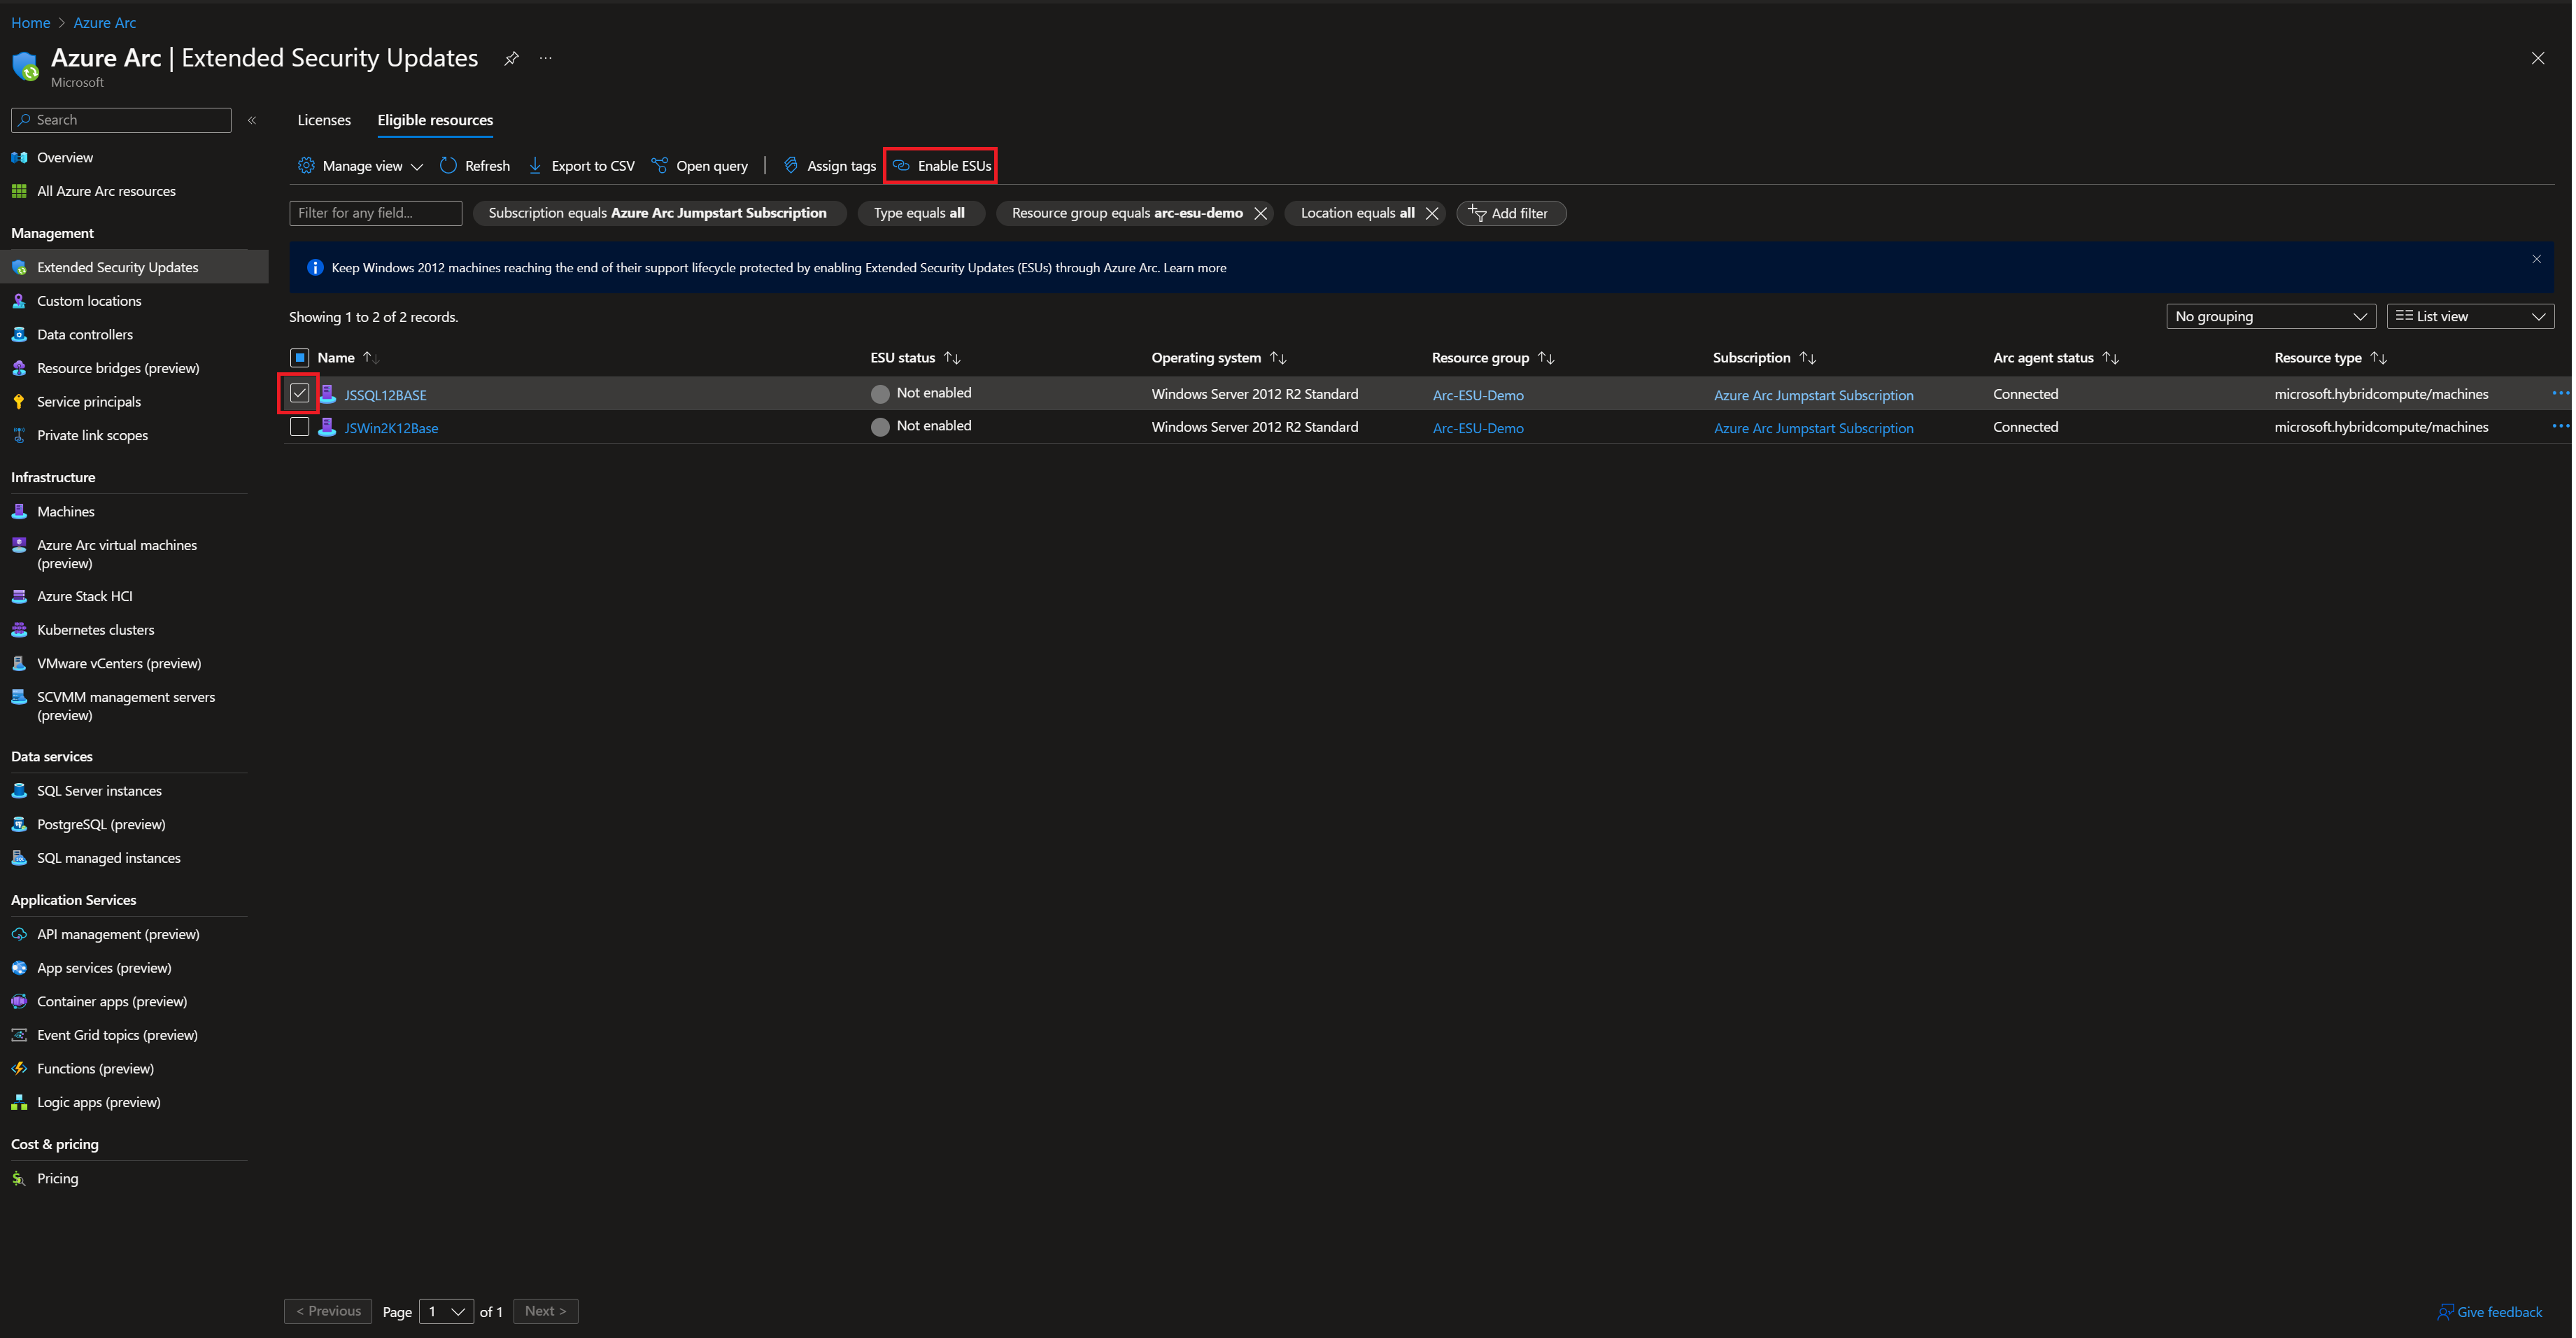 Home > Azure Arc
Azure Arc | Extended Security Updates
Microsoft
Search
Overview
All Azure Arc resources
Management
Extended Security Updates
Custom locations
Data controllers
Resource bridges (preview)
Service principals
Private link scopes
Infrastructure
Machines
Azure Arc virtual machines
(preview)
Azure Stack HCI
Kubernetes clusters
VMware vCenters (preview)
SCVMM management servers
(preview)
Data services
SQL Server instances
PostgreSQL (preview)
SQL managed instances
Application Services
API management (preview)
App services (preview)
Container apps (preview)
Event Grid topics (preview)
Functions (preview)
Logic apps (preview)
Cost & pricing
Pricing
Licenses Eligible resources
Manage view Refresh Export to CSV Open query | Assign tags Enable ESUs
Filter for any field... Subscription equals Azure Arc Jumpstart Subscription Type equals all Resource group equals arc-esu-demo Location equals all Add filter
Keep Windows 2012 machines reaching the end of their support lifecycle protected by enabling Extended Security Updates (ESUs) through Azure Arc. Learn more
Showing 1 to 2 of 2 records. No grouping List view
Name ESU status Operating system Resource group Subscription Arc agent status Resource type
JSSQL12BASE Not enabled Windows Server 2012 R2 Standard Arc-ESU-Demo Azure Arc Jumpstart Subscription Connected microsoft.hybridcompute/machines
JSWin2K12Base Not enabled Windows Server 2012 R2 Standard Arc-ESU-Demo Azure Arc Jumpstart Subscription Connected microsoft.hybridcompute/machines
< Previous Page 1 of 1 Next > Give feedback